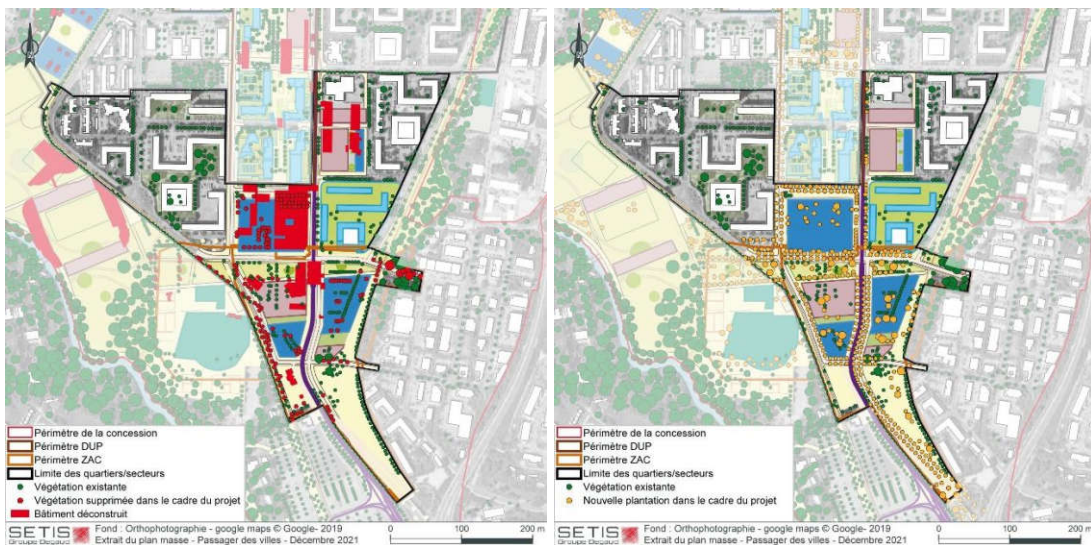 Périmètre de la concession
Périmètre DUP
Périmètre ZAC
Limite des quartiers/secteurs
Végétation existante
Végétation supprimée dans le cadre du projet
Bâtiment déconstruit
SETIS
Groupe Degaud
Fond : Orthophotographie - google maps © Google- 2019
Extrait du plan masse - Passager des villes - Décembre 2021
0 100 200 m
Périmètre de la concession
Périmètre DUP
Périmètre ZAC
Limite des quartiers/secteurs
Végétation existante
Nouvelle plantation dans le cadre du projet
SETIS
Groupe Degaud
Fond : Orthophotographie - google maps © Google- 2019
Extrait du plan masse - Passager des villes - Décembre 2021
0 100 200 m